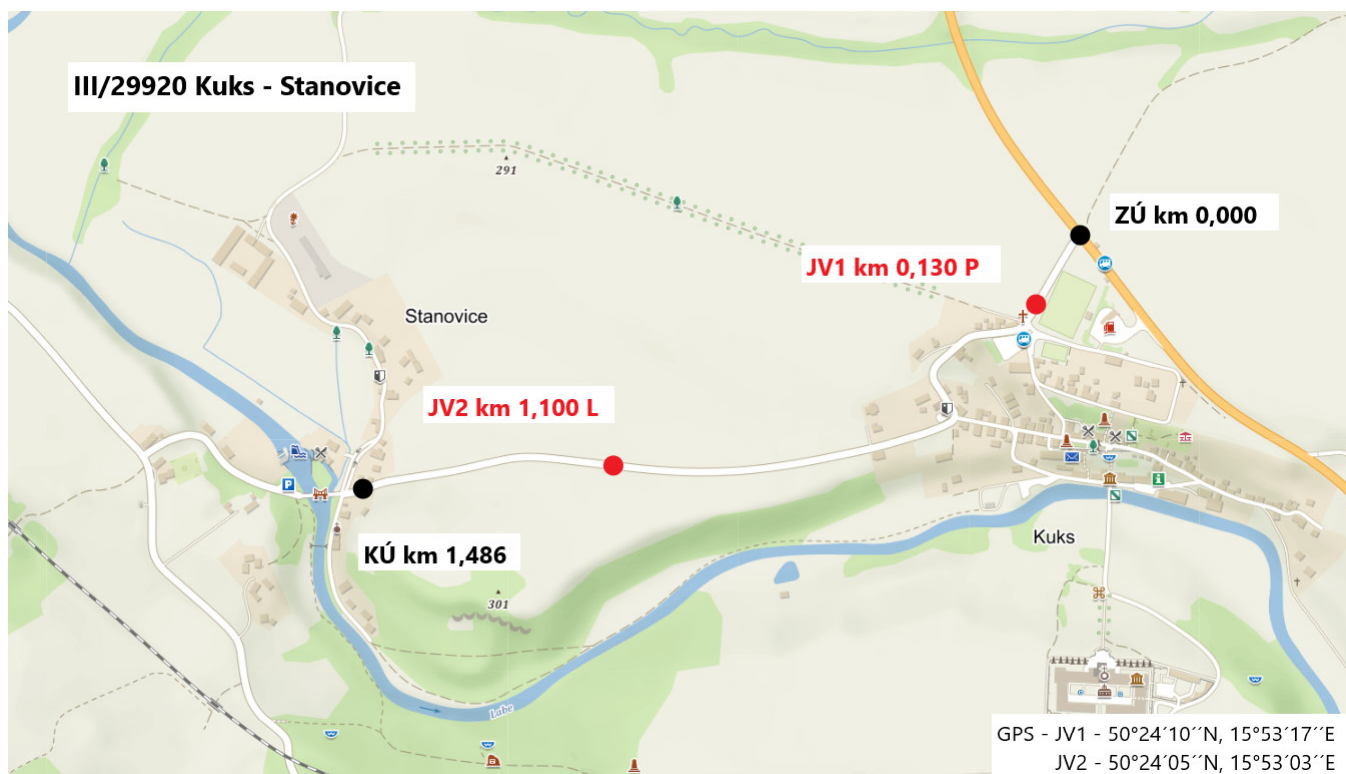 III/29920 Kuks - Stanovice
291
ZÚ km 0,000
JV1 km 0,130 P
Stanovice
JV2 km 1,100 L
P
KÚ km 1,486
Kuks
301
Labe
GPS - JV1 - 50°24´10´´N, 15°53´17´´E
JV2 - 50°24´05´´N, 15°53´03´´E